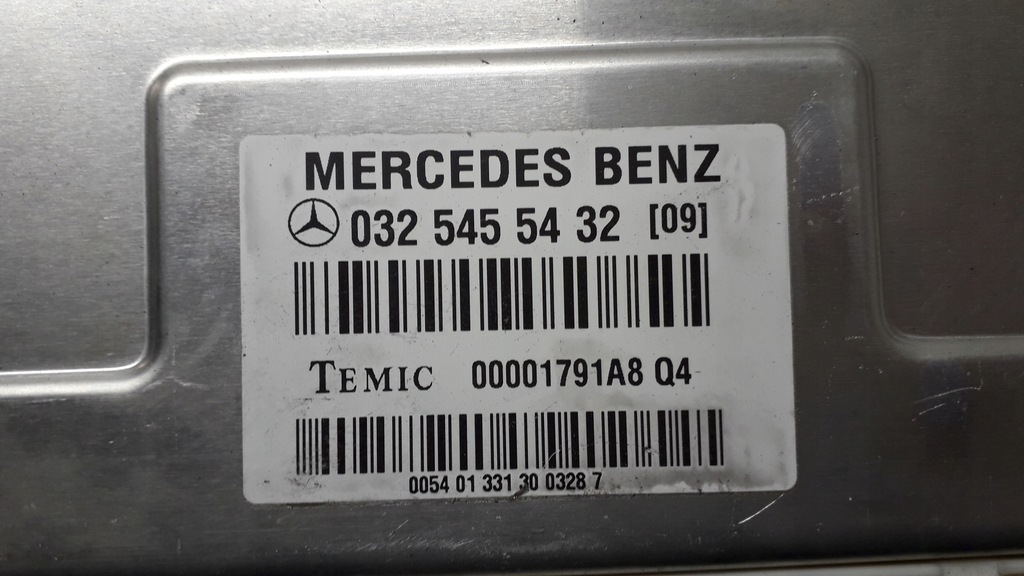 MERCEDES BENZ
032 545 54 32 [09]
TEMIC 00001791A8 Q4
0054 01 331 30 0328 7